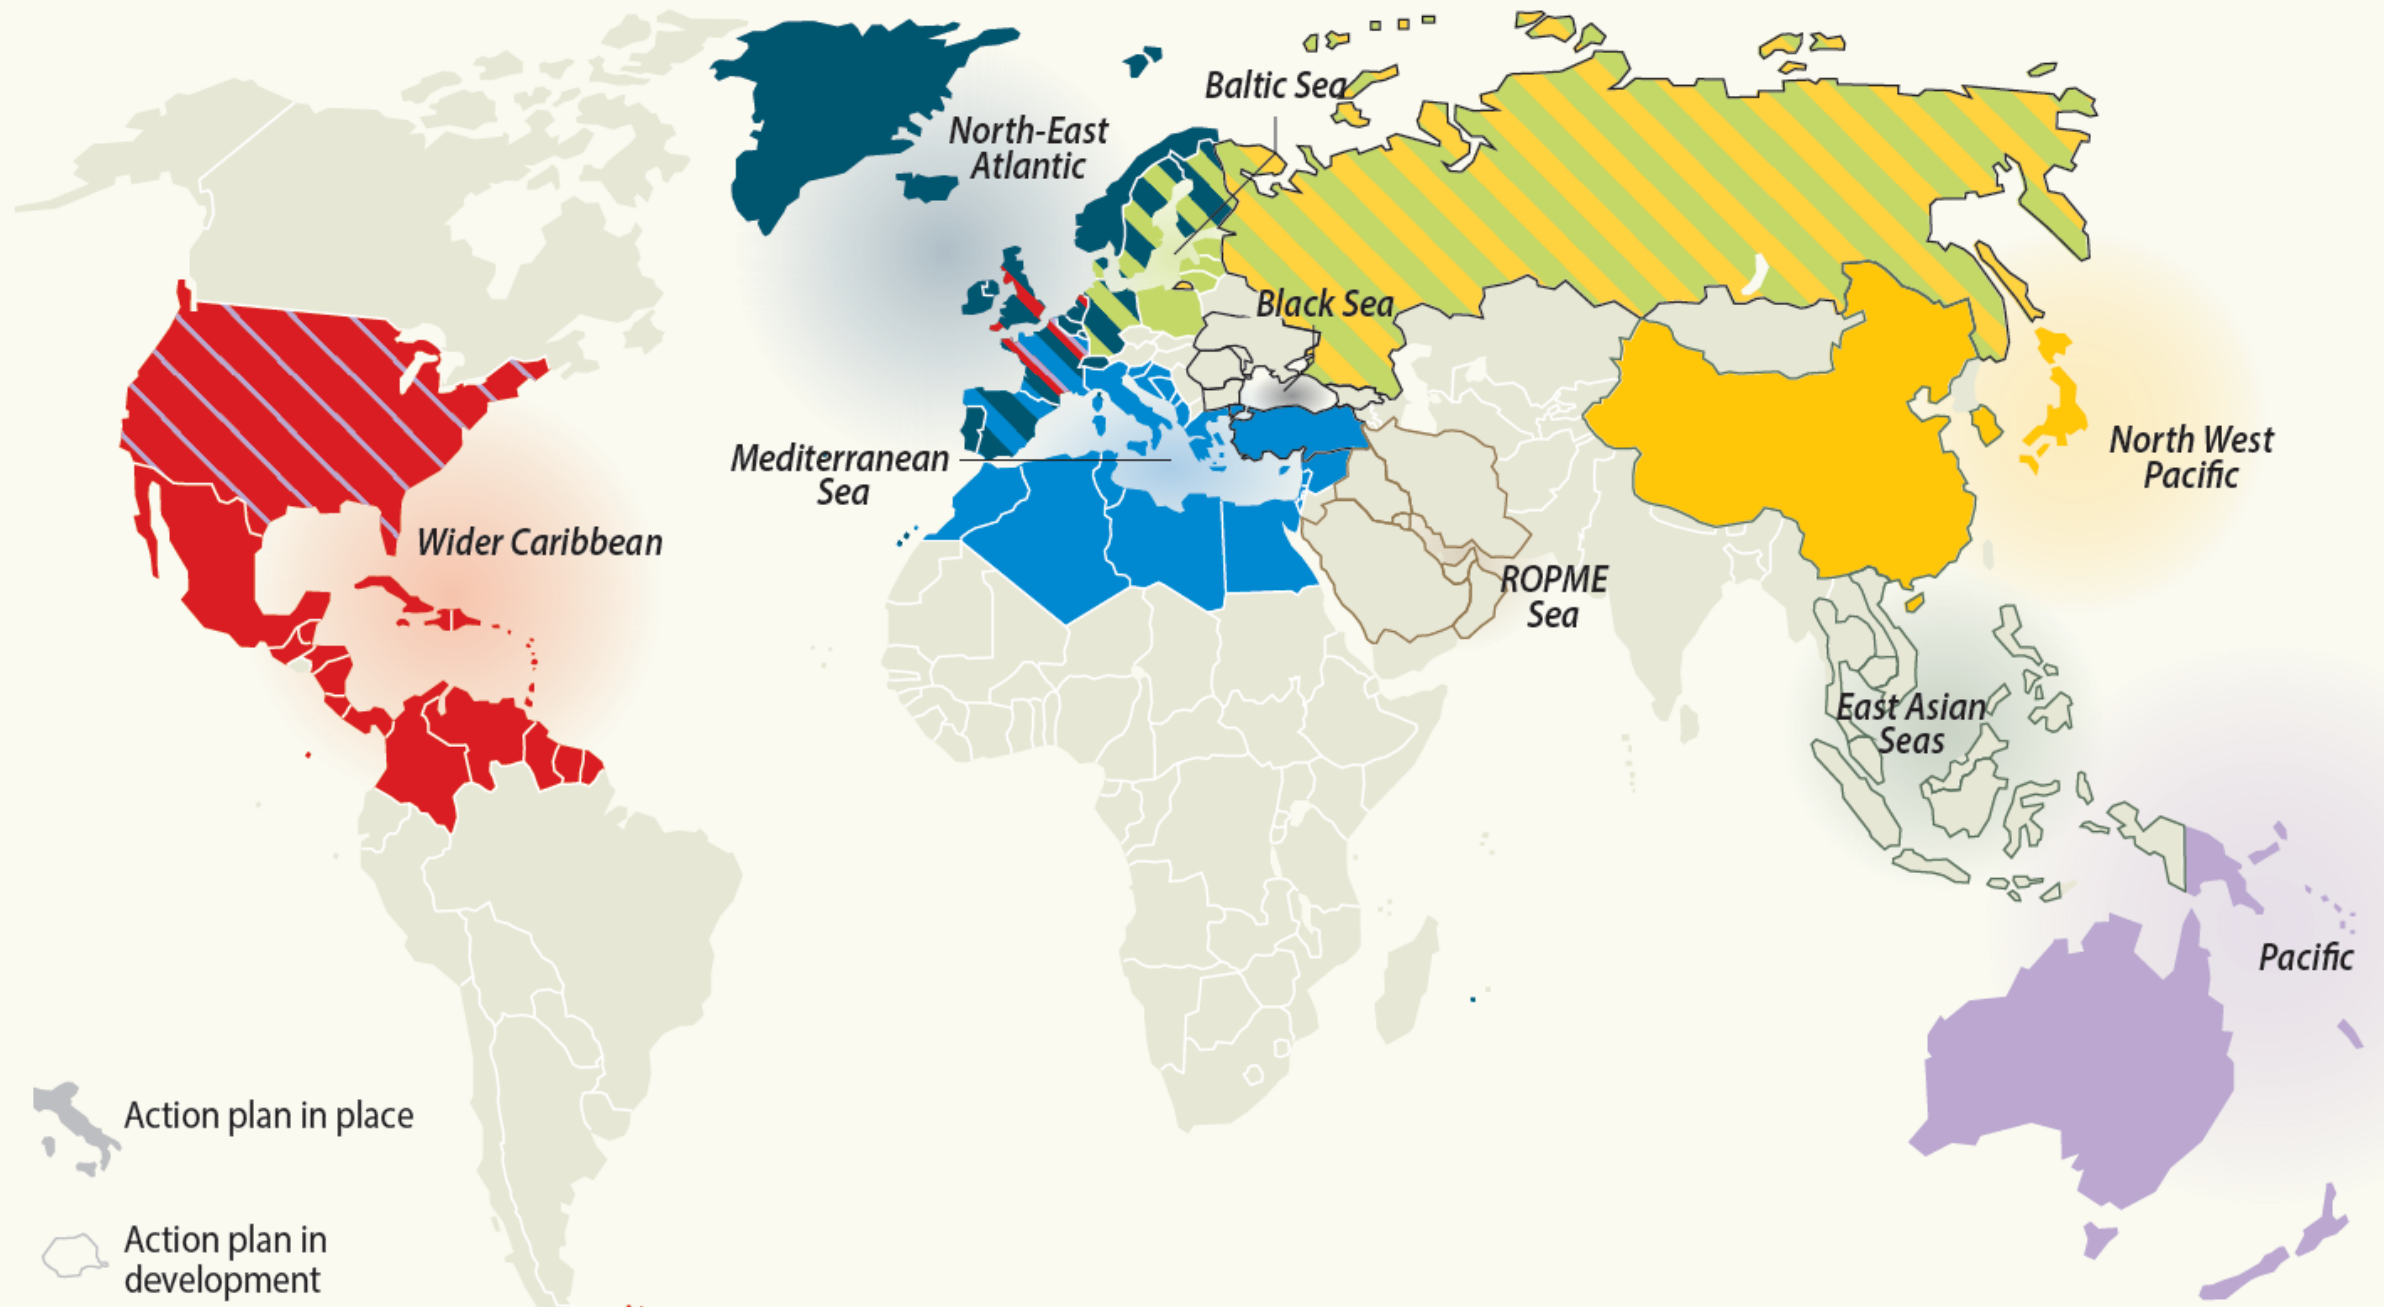 Baltic Sea
North-East
Atlantic
Black Sea
Mediterranean
Sea
North West
Pacific
Wider Caribbean
ROPME
Sea
East Asian
Seas
Pacific
Action plan in place
Action plan in
development